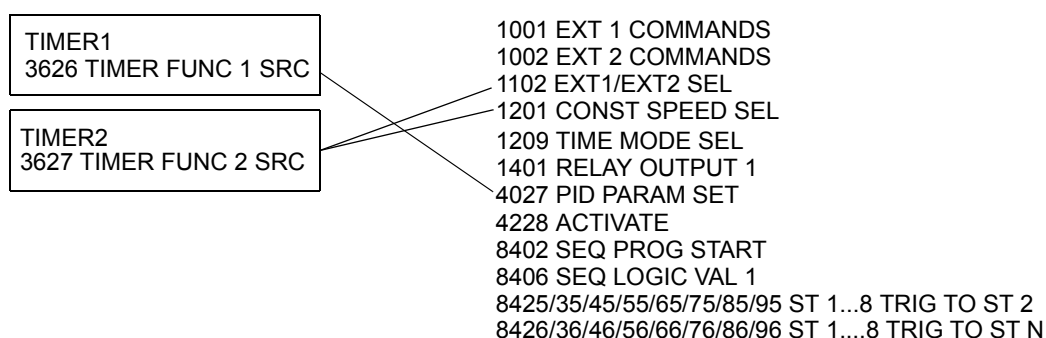 TIMER1
3626 TIMER FUNC 1 SRC
TIMER2
3627 TIMER FUNC 2 SRC
1001 EXT 1 COMMANDS
1002 EXT 2 COMMANDS
1102 EXT1/EXT2 SEL
1201 CONST SPEED SEL
1209 TIME MODE SEL
1401 RELAY OUTPUT 1
4027 PID PARAM SET
4228 ACTIVATE
8402 SEQ PROG START
8406 SEQ LOGIC VAL 1
8425/35/45/55/65/75/85/95 ST 1...8 TRIG TO ST 2
8426/36/46/56/66/76/86/96 ST 1....8 TRIG TO ST N